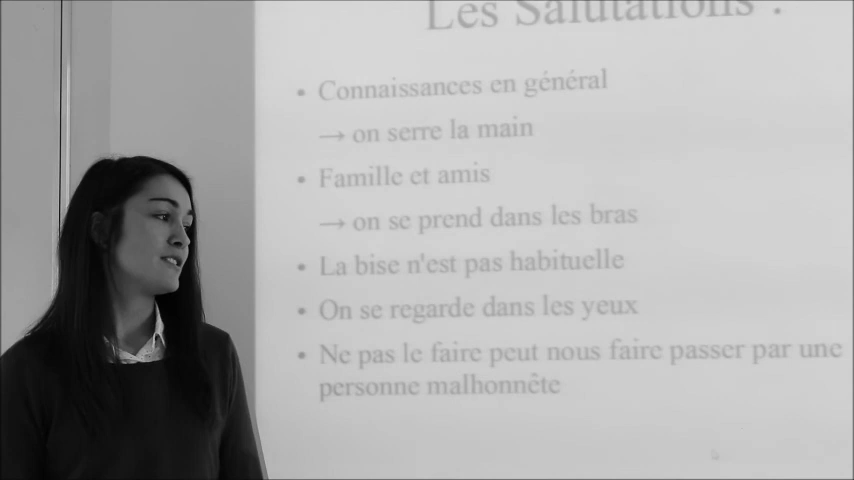 Les Salutations :
• Connaissances en général
→ on serre la main
• Famille et amis
→ on se prend dans les bras
• La bise n'est pas habituelle
• On se regarde dans les yeux
• Ne pas le faire peut nous faire passer par une
personne malhonnête